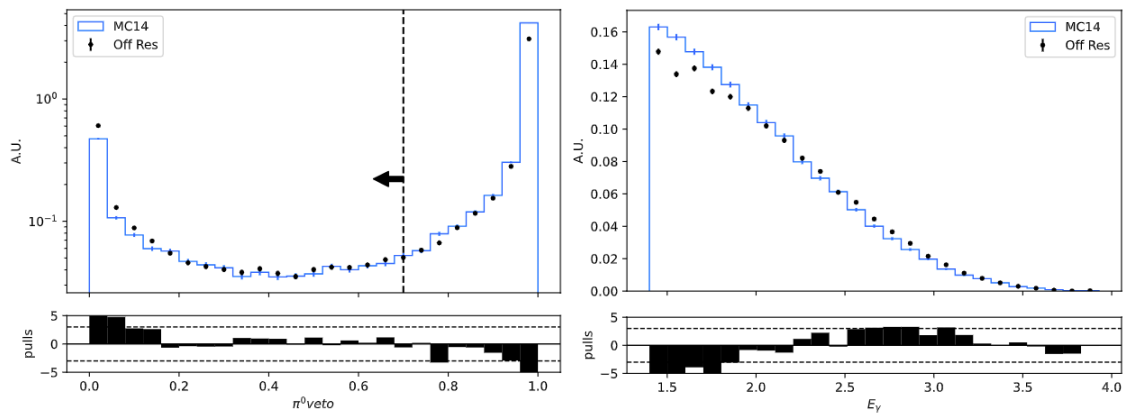 MC14
Off Res
A.U.
10⁰
10⁻¹
pulls
5
0
−5
0.0 0.2 0.4 0.6 0.8 1.0
π⁰veto
MC14
Off Res
A.U.
0.16
0.14
0.12
0.10
0.08
0.06
0.04
0.02
0.00
pulls
5
0
−5
1.5 2.0 2.5 3.0 3.5 4.0
Eγ